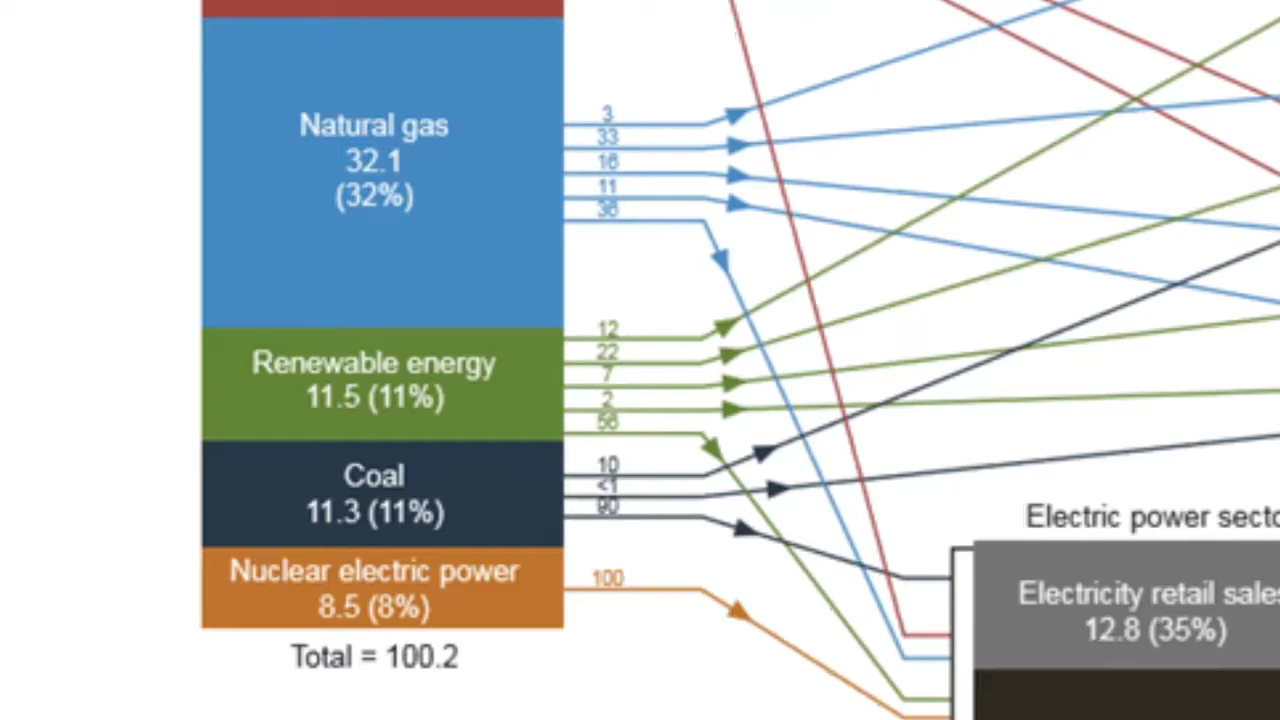 Natural gas
32.1
(32%)
3
33
16
11
36
Renewable energy
11.5 (11%)
12
22
7
2
56
Coal
11.3 (11%)
10
<1
90
Nuclear electric power
8.5 (8%)
100
Total = 100.2
Electric power
Electricity retail
12.8 (35%)